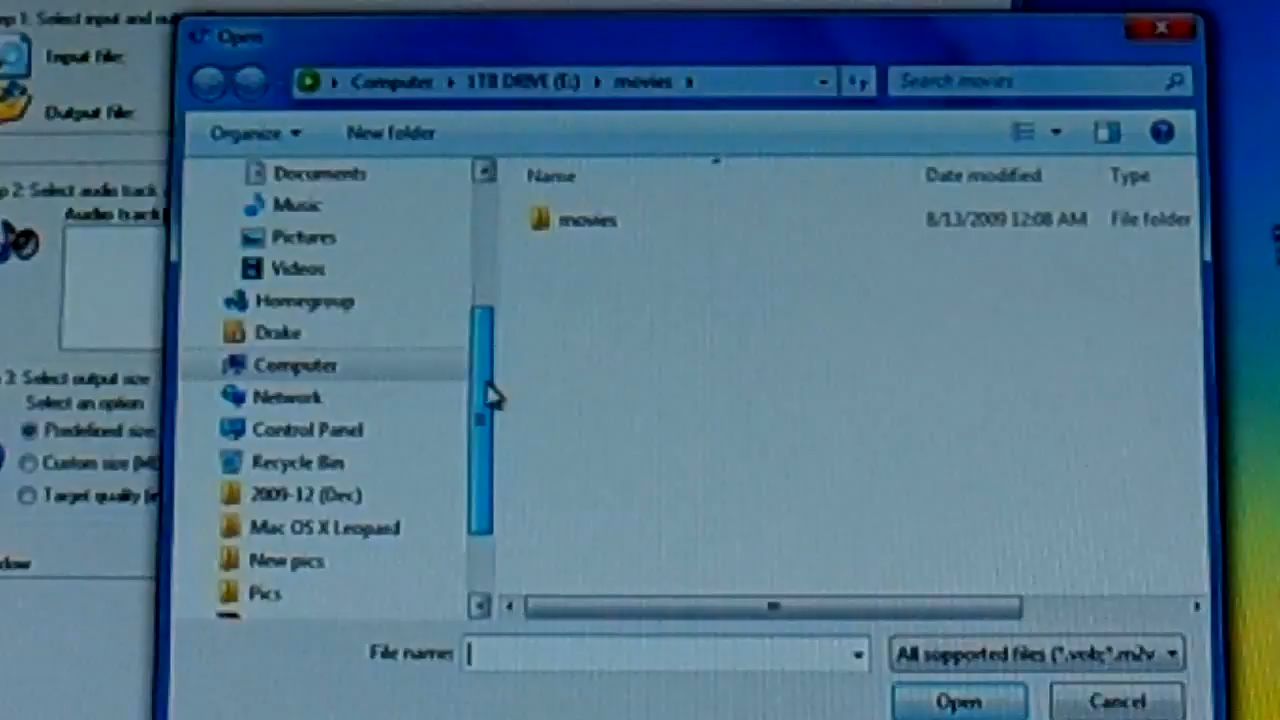 Open
Computer 1TB DRIVE (E:) movies
Search movies
Organize
New folder
Name
Date modified
Type
movies
8/13/2009 12:08 AM
File folder
Documents
Music
Pictures
Videos
Homegroup
Drake
Computer
Network
Control Panel
Recycle Bin
2009-12 (Dec)
Mac OS X Leopard
New pics
Pics
File name:
All supported files (*.vob;*.m2v
Open
Cancel
p 1: Select input and ou
Input file:
Output file:
p 2: Select audio track
Audio track
3: Select output size
Select an option
Predefined size
Custom size (MB
Target quality (in
dow